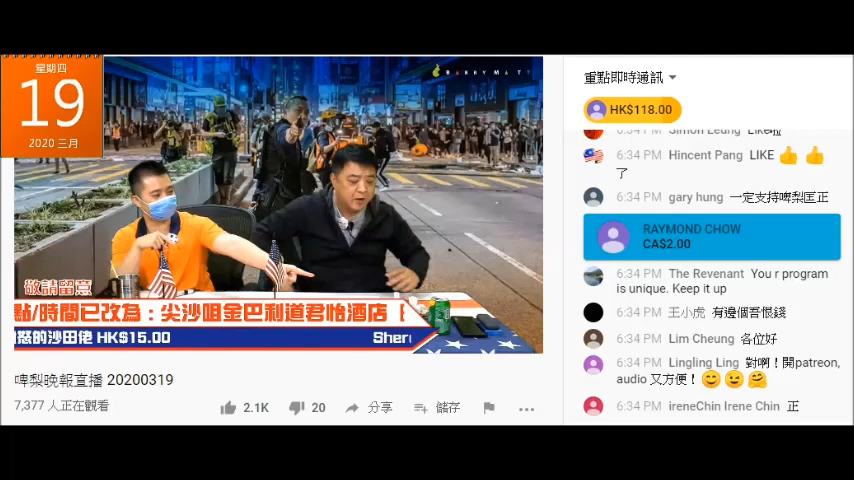 星期四
19
2020 三月
BARRYMATT
敬請留意
點/時間已改為：尖沙咀金巴利道君怡酒店
怒的沙田佬 HK$15.00
Sher
啤梨晚報直播 20200319
7,377 人正在觀看
2.1K
20
分享
儲存
重點即時通訊
HK$118.00
6:34 PM Simon Leung Like啦
6:34 PM Hincent Pang LIKE 👍 👍
了
6:34 PM gary hung 一定支持啤梨匡正
RAYMOND CHOW
CA$2.00
6:34 PM The Revenant You r program
is unique. Keep it up
6:34 PM 王小虎 有邊個吾恨錢
6:34 PM Lim Cheung 各位好
6:34 PM Lingling Ling 對啊！開patreon,
audio 又方便！😊 😉 🤗
6:34 PM ireneChin Irene Chin 正